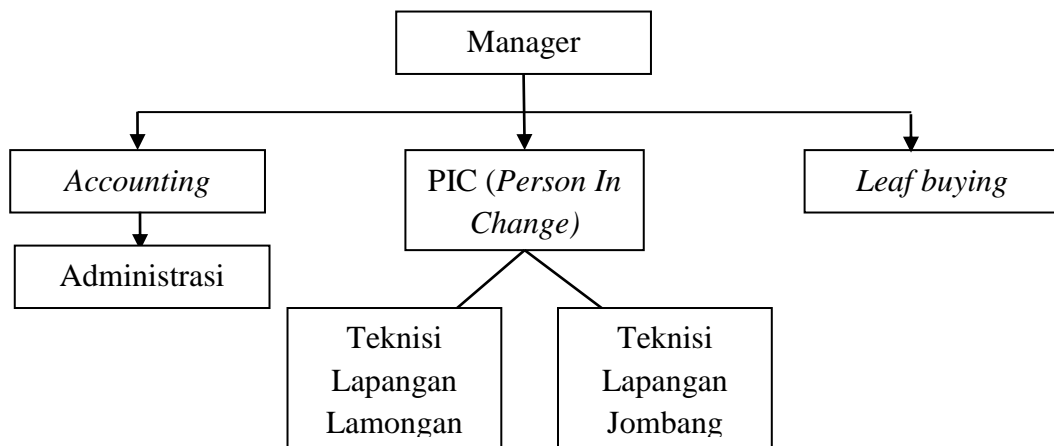 Manager
Accounting
PIC (Person In
Change)
Leaf buying
Administrasi
Teknisi
Lapangan
Lamongan
Teknisi
Lapangan
Jombang